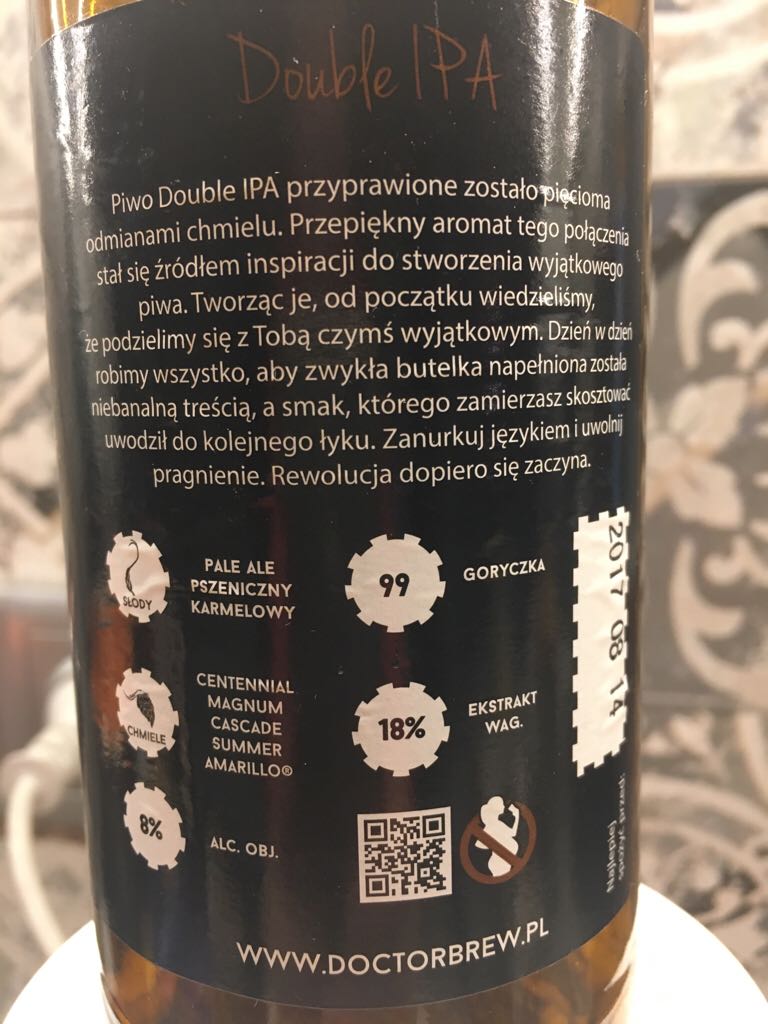 Double IPA
Piwo Double IPA przyprawione zostało pięcioma
odmianami chmielu. Przepiękny aromat tego połączenia
stał się źródłem inspiracji do stworzenia wyjątkowego
piwa. Tworząc je, od początku wiedzieliśmy,
że podzielimy się z Tobą czymś wyjątkowym. Dzień w dzień
robimy wszystko, aby zwykła butelka napełniona została
niebanalną treścią, a smak, którego zamierzasz skosztować
uwodził do kolejnego łyku. Zanurkuj językiem i uwolnij
pragnienie. Rewolucja dopiero się zaczyna.
SŁODY
PALE ALE
PSZENICZNY
KARMELOWY
99
GORYCZKA
CHMIELE
CENTENNIAL
MAGNUM
CASCADE
SUMMER
AMARILLO®
18%
EKSTRAKT
WAG.
8%
ALC. OBJ.
2017 08 14
Najlepiej
spożyć przed:
WWW.DOCTORBREW.PL